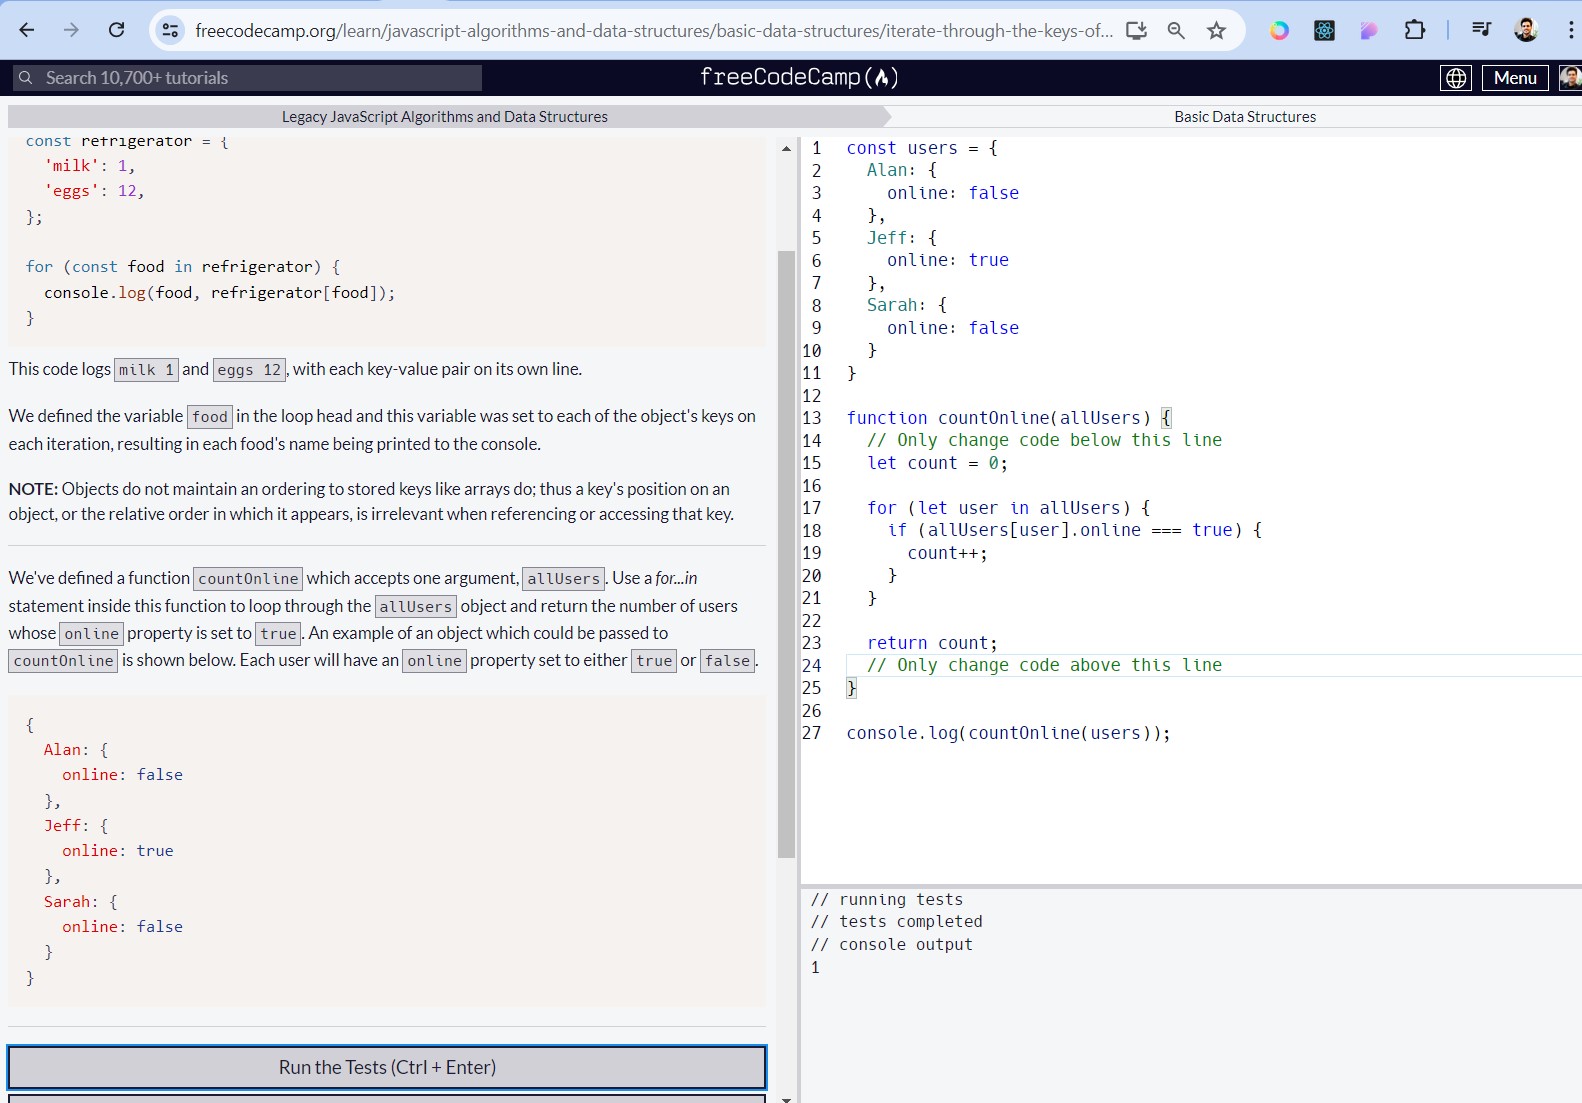 freecodecamp.org/learn/javascript-algorithms-and-data-structures/basic-data-structures/iterate-through-the-keys-of...
Search 10,700+ tutorials
freeCodeCamp(🔥)
Menu
Legacy JavaScript Algorithms and Data Structures
Basic Data Structures
const refrigerator = {
  'milk': 1,
  'eggs': 12,
};
for (const food in refrigerator) {
  console.log(food, refrigerator[food]);
}
This code logs milk 1 and eggs 12, with each key-value pair on its own line.
We defined the variable food in the loop head and this variable was set to each of the object's keys on
each iteration, resulting in each food's name being printed to the console.
NOTE: Objects do not maintain an ordering to stored keys like arrays do; thus a key's position on an
object, or the relative order in which it appears, is irrelevant when referencing or accessing that key.
We've defined a function countOnline which accepts one argument, allUsers. Use a for...in
statement inside this function to loop through the allUsers object and return the number of users
whose online property is set to true. An example of an object which could be passed to
countOnline is shown below. Each user will have an online property set to either true or false.
{
  Alan: {
    online: false
  },
  Jeff: {
    online: true
  },
  Sarah: {
    online: false
  }
}
Run the Tests (Ctrl + Enter)
1 const users = {
2   Alan: {
3     online: false
4   },
5   Jeff: {
6     online: true
7   },
8   Sarah: {
9     online: false
10   }
11 }
12
13 function countOnline(allUsers) {
14   // Only change code below this line
15   let count = 0;
16
17   for (let user in allUsers) {
18     if (allUsers[user].online === true) {
19       count++;
20     }
21   }
22
23   return count;
24   // Only change code above this line
25 }
26
27 console.log(countOnline(users));
// running tests
// tests completed
// console output
1